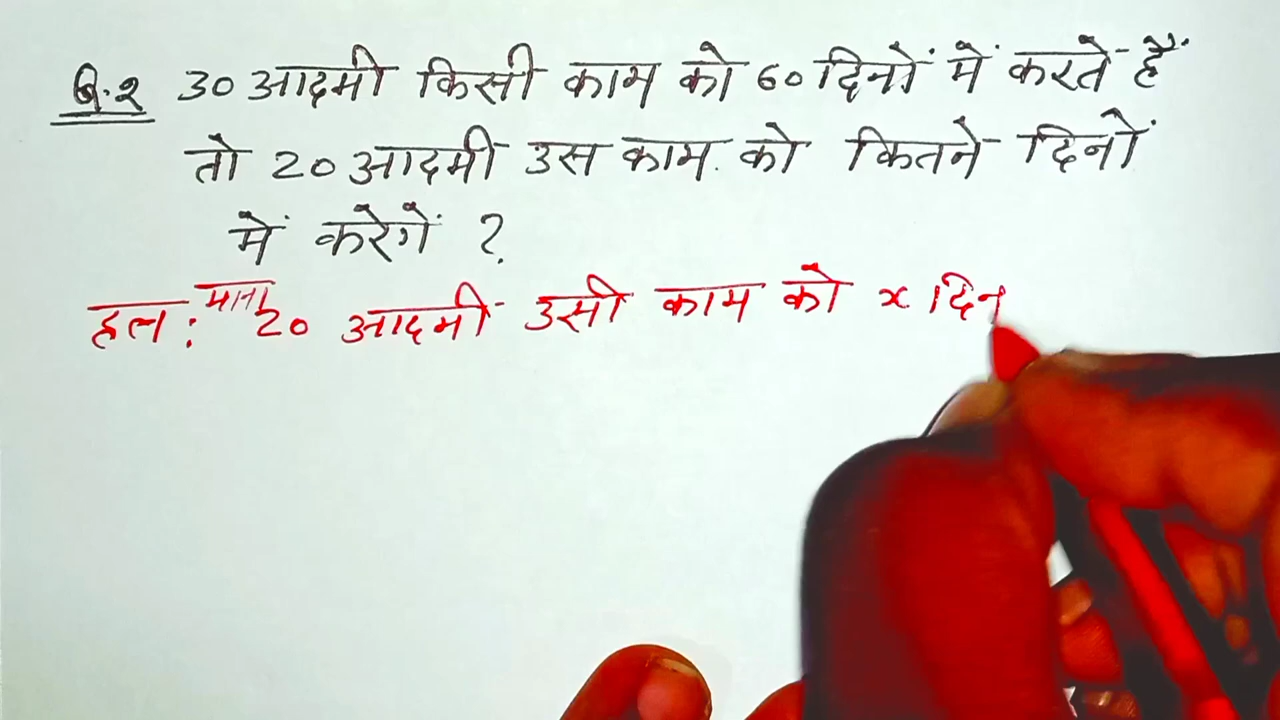 Q.2 30 आदमी किसी काम को 60 दिनों में करते हैं
तो 20 आदमी उस काम को कितने दिनों
में करेगें ?
हल : माना 20 आदमी उसी काम को x दिन